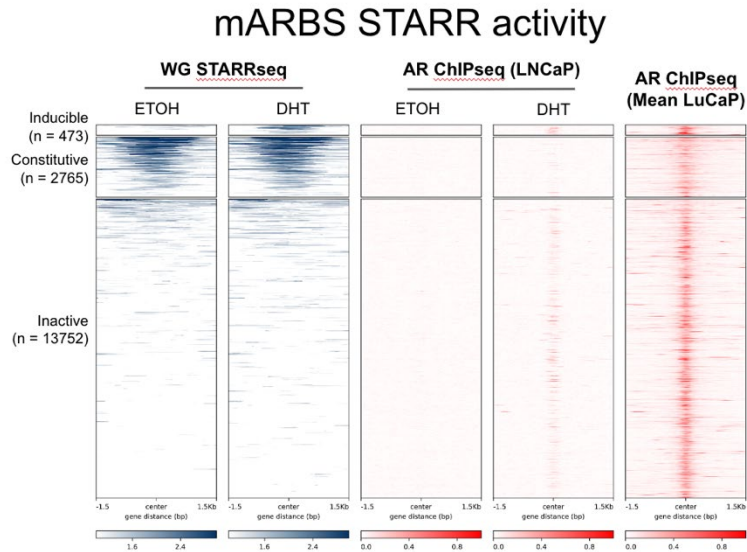 mARBS STARR activity
WG STARRseq
AR ChIPseq (LNCaP)
AR ChIPseq
(Mean LuCaP)
ETOH
DHT
ETOH
DHT
Inducible
(n = 473)
Constitutive
(n = 2765)
Inactive
(n = 13752)
-1.5 center 1.5Kb
gene distance (bp)
-1.5 center 1.5Kb
gene distance (bp)
-1.5 center 1.5Kb
gene distance (bp)
-1.5 center 1.5Kb
gene distance (bp)
-1.5 center 1.5Kb
gene distance (bp)
1.6 2.4
1.6 2.4
0.0 0.4 0.8
0.0 0.4 0.8
0.0 0.4 0.8